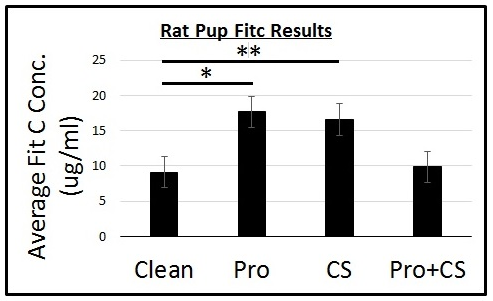 Rat Pup Fitc Results
**
*
Average Fit C Conc.
(ug/ml)
25
20
15
10
5
0
Clean Pro CS Pro+CS